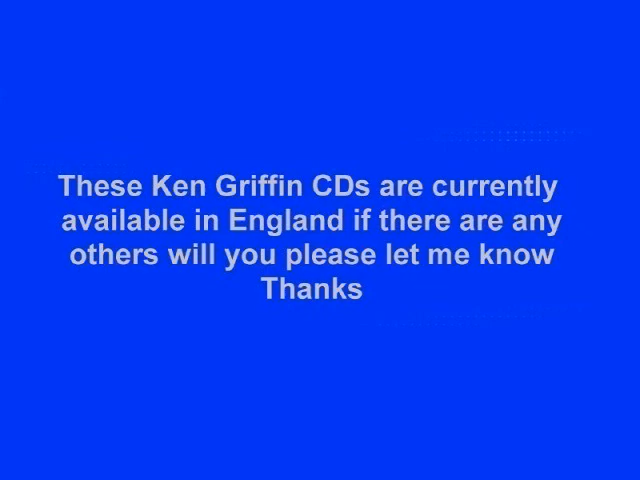 These Ken Griffin CDs are currently
available in England if there are any
others will you please let me know
Thanks